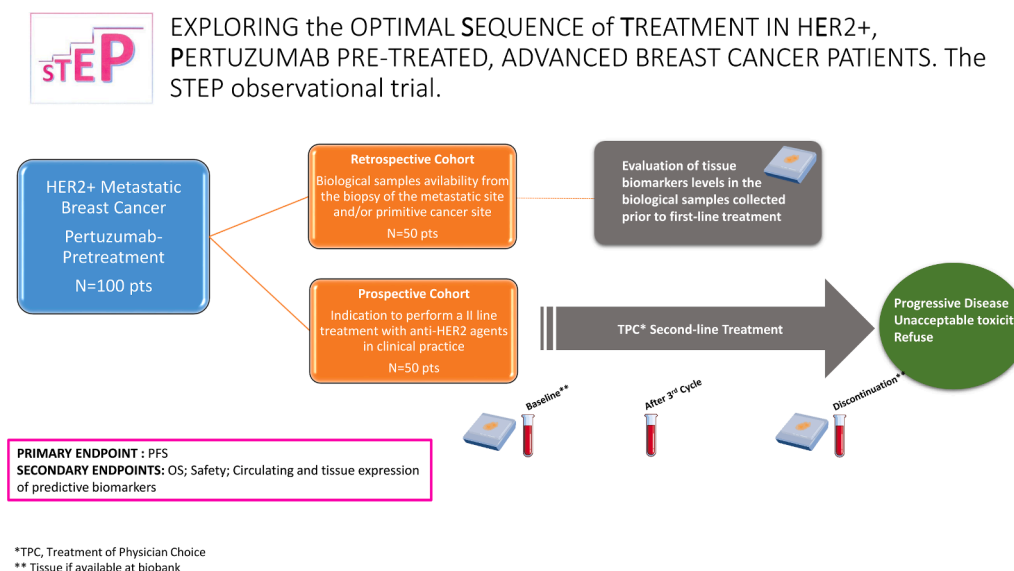 STEP
EXPLORING the OPTIMAL SEQUENCE of TREATMENT IN HER2+,
PERTUZUMAB PRE-TREATED, ADVANCED BREAST CANCER PATIENTS. The
STEP observational trial.
HER2+ Metastatic
Breast Cancer
Pertuzumab-
Pretreatment
N=100 pts
Retrospective Cohort
Biological samples avilability from
the biopsy of the metastatic site
and/or primitive cancer site
N=50 pts
Evaluation of tissue
biomarkers levels in the
biological samples collected
prior to first-line treatment
Prospective Cohort
Indication to perform a II line
treatment with anti-HER2 agents
in clinical practice
N=50 pts
TPC* Second-line Treatment
Progressive Disease
Unacceptable toxicit
Refuse
Baseline**
After 3rd Cycle
Discontinuation**
PRIMARY ENDPOINT : PFS
SECONDARY ENDPOINTS: OS; Safety; Circulating and tissue expression
of predictive biomarkers
*TPC, Treatment of Physician Choice
** Tissue if available at biobank